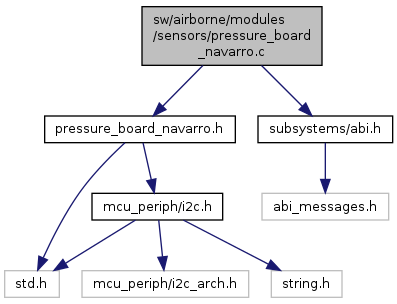 sw/airborne/modules
/sensors/pressure_board
_navarro.c
pressure_board_navarro.h
subsystems/abi.h
mcu_periph/i2c.h
abi_messages.h
std.h
mcu_periph/i2c_arch.h
string.h